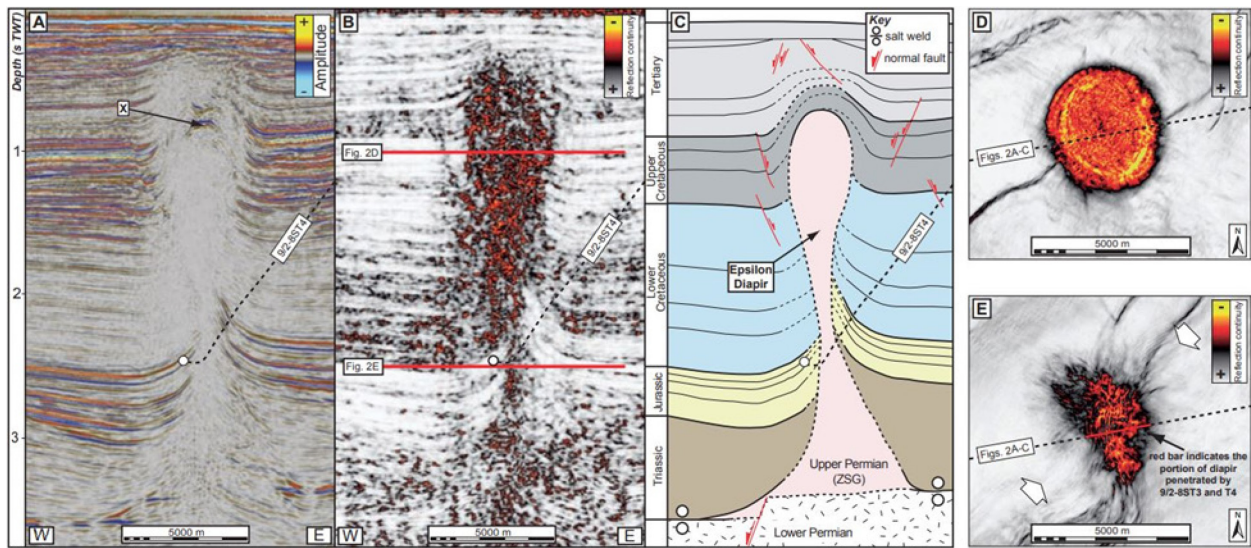 Depth (s TWT)
1
2
3
A
+
Amplitude
-
X
9/2-8ST4
W
5000 m
E
B
-
Reflection continuity
+
Fig. 2D
9/2-8ST4
Fig. 2E
W
5000 m
E
C
Key
salt weld
normal fault
Tertiary
Upper
Cretaceous
Lower
Cretaceous
Jurassic
Triassic
Epsilon
Diapir
9/2-8ST4
Upper Permian
(ZSG)
Lower Permian
5000 m
D
-
Reflection continuity
+
Figs. 2A-C
5000 m
N
E
-
Reflection continuity
+
Figs. 2A-C
red bar indicates the
portion of diapir
penetrated by
9/2-8ST3 and T4
5000 m
N